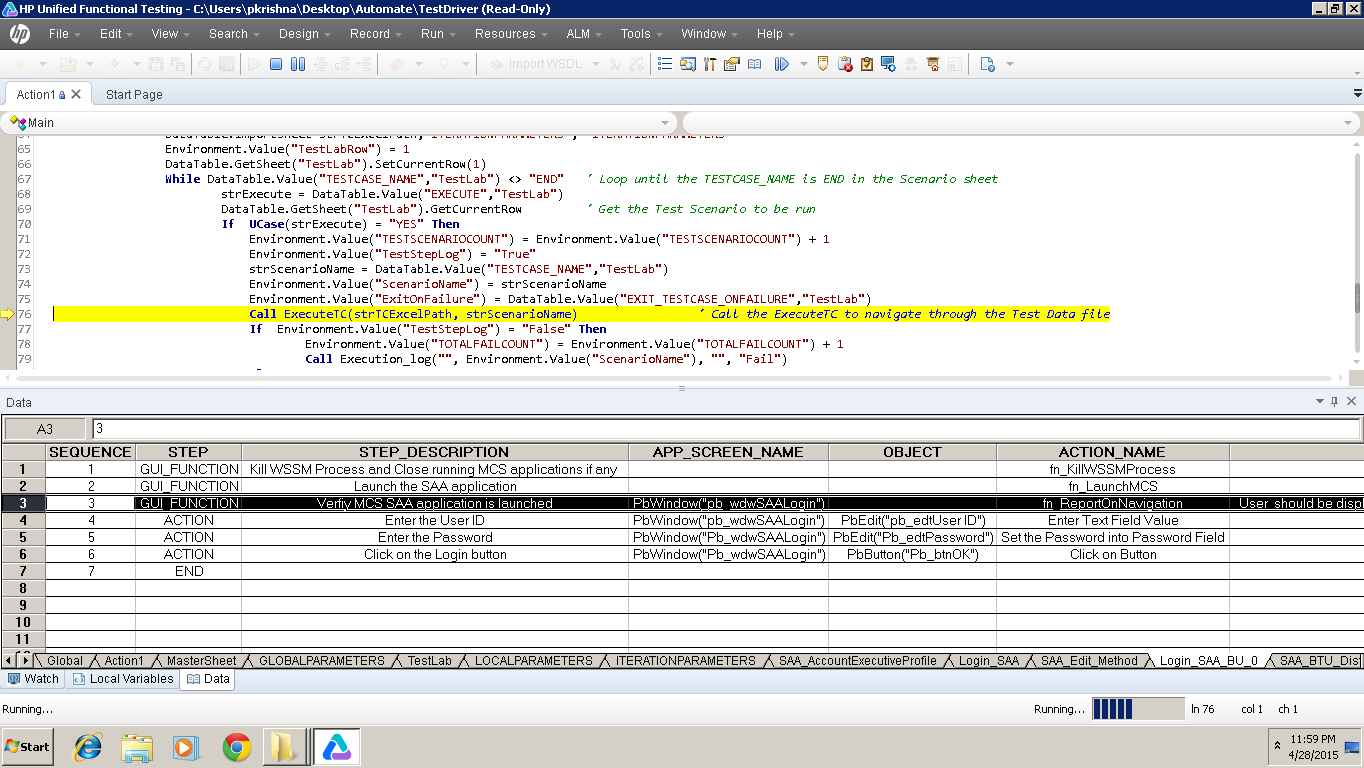 HP Unified Functional Testing - C:\Users\pkrishna\Desktop\Automate\TestDriver (Read-Only)
hp File Edit View Search Design Record Run Resources ALM Tools Window Help
Import WSDL
Action1 Start Page
Main
65 Environment.Value("TestLabRow") = 1
66 DataTable.GetSheet("TestLab").SetCurrentRow(1)
67 While DataTable.Value("TESTCASE_NAME","TestLab") <> "END" ' Loop until the TESTCASE_NAME is END in the Scenario sheet
68 strExecute = DataTable.Value("EXECUTE","TestLab")
69 DataTable.GetSheet("TestLab").GetCurrentRow ' Get the Test Scenario to be run
70 If UCase(strExecute) = "YES" Then
71 Environment.Value("TESTSCENARIOCOUNT") = Environment.Value("TESTSCENARIOCOUNT") + 1
72 Environment.Value("TestStepLog") = "True"
73 strScenarioName = DataTable.Value("TESTCASE_NAME","TestLab")
74 Environment.Value("ScenarioName") = strScenarioName
75 Environment.Value("ExitOnFailure") = DataTable.Value("EXIT_TESTCASE_ONFAILURE","TestLab")
76 Call ExecuteTC(strTCExcelPath, strScenarioName) ' Call the ExecuteTC to navigate through the Test Data file
77 If Environment.Value("TestStepLog") = "False" Then
78 Environment.Value("TOTALFAILCOUNT") = Environment.Value("TOTALFAILCOUNT") + 1
79 Call Execution_log("", Environment.Value("ScenarioName"), "", "Fail")
Data
A3 3
SEQUENCE STEP STEP_DESCRIPTION APP_SCREEN_NAME OBJECT ACTION_NAME
1 1 GUI_FUNCTION Kill WSSM Process and Close running MCS applications if any fn_KillWSSMProcess
2 2 GUI_FUNCTION Launch the SAA application fn_LaunchMCS
3 3 GUI_FUNCTION Verfiy MCS SAA application is launched PbWindow("pb_wdwSAALogin") fn_ReportOnNavigation User should be displ
4 4 ACTION Enter the User ID PbWindow("pb_wdwSAALogin") PbEdit("pb_edtUser ID") Enter Text Field Value
5 5 ACTION Enter the Password PbWindow("Pb_wdwSAALogin") PbEdit("Pb_edtPassword") Set the Password into Password Field
6 6 ACTION Click on the Login button PbWindow("Pb_wdwSAALogin") PbButton("Pb_btnOK") Click on Button
7 7 END
8
9
10
11
Global Action1 MasterSheet GLOBALPARAMETERS TestLab LOCALPARAMETERS ITERATIONPARAMETERS SAA_AccountExecutiveProfile Login_SAA SAA_Edit_Method Login_SAA_BU_0 SAA_BTU_Dis
Watch Local Variables Data
Running... Running... ln 76 col 1 ch 1
Start 11:59 PM
4/28/2015